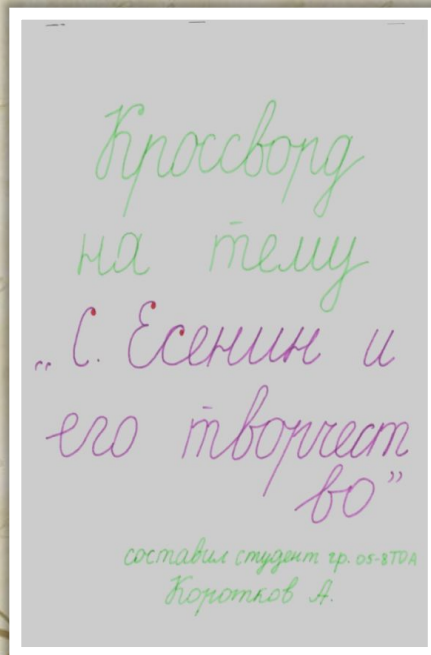 Кроссворд
на тему
„С. Есенин и
его творчест
во”
составил студент гр. 05-8ТОА
Коротков А.